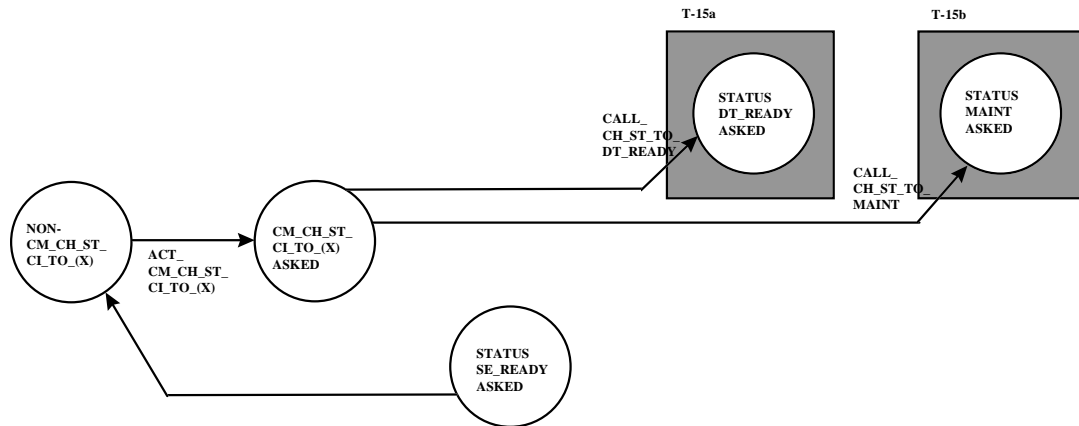 T-15a
T-15b
STATUS
DT_READY
ASKED
STATUS
MAINT
ASKED
CALL_
CH_ST_TO_
DT_READY
CALL_
CH_ST_TO_
MAINT
NON-
CM_CH_ST_
CI_TO_(X)
ACT_
CM_CH_ST_
CI_TO_(X)
CM_CH_ST_
CI_TO_(X)
ASKED
STATUS
SE_READY
ASKED